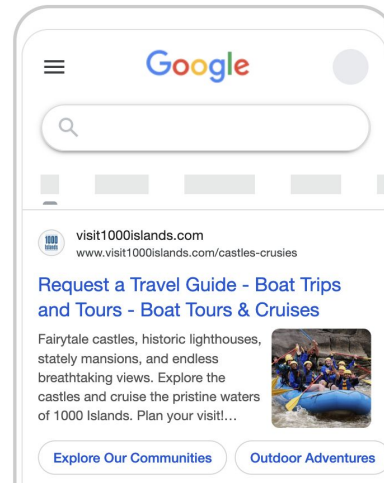 Google
1000
Islands
visit1000islands.com
www.visit1000islands.com/castles-crusies
Request a Travel Guide - Boat Trips
and Tours - Boat Tours & Cruises
Fairytale castles, historic lighthouses,
stately mansions, and endless
breathtaking views. Explore the
castles and cruise the pristine waters
of 1000 Islands. Plan your visit!...
Explore Our Communities
Outdoor Adventures